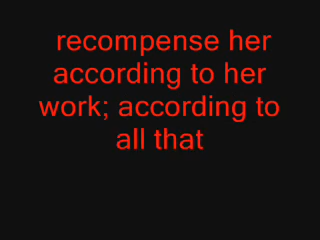 recompense her
according to her
work; according to
all that